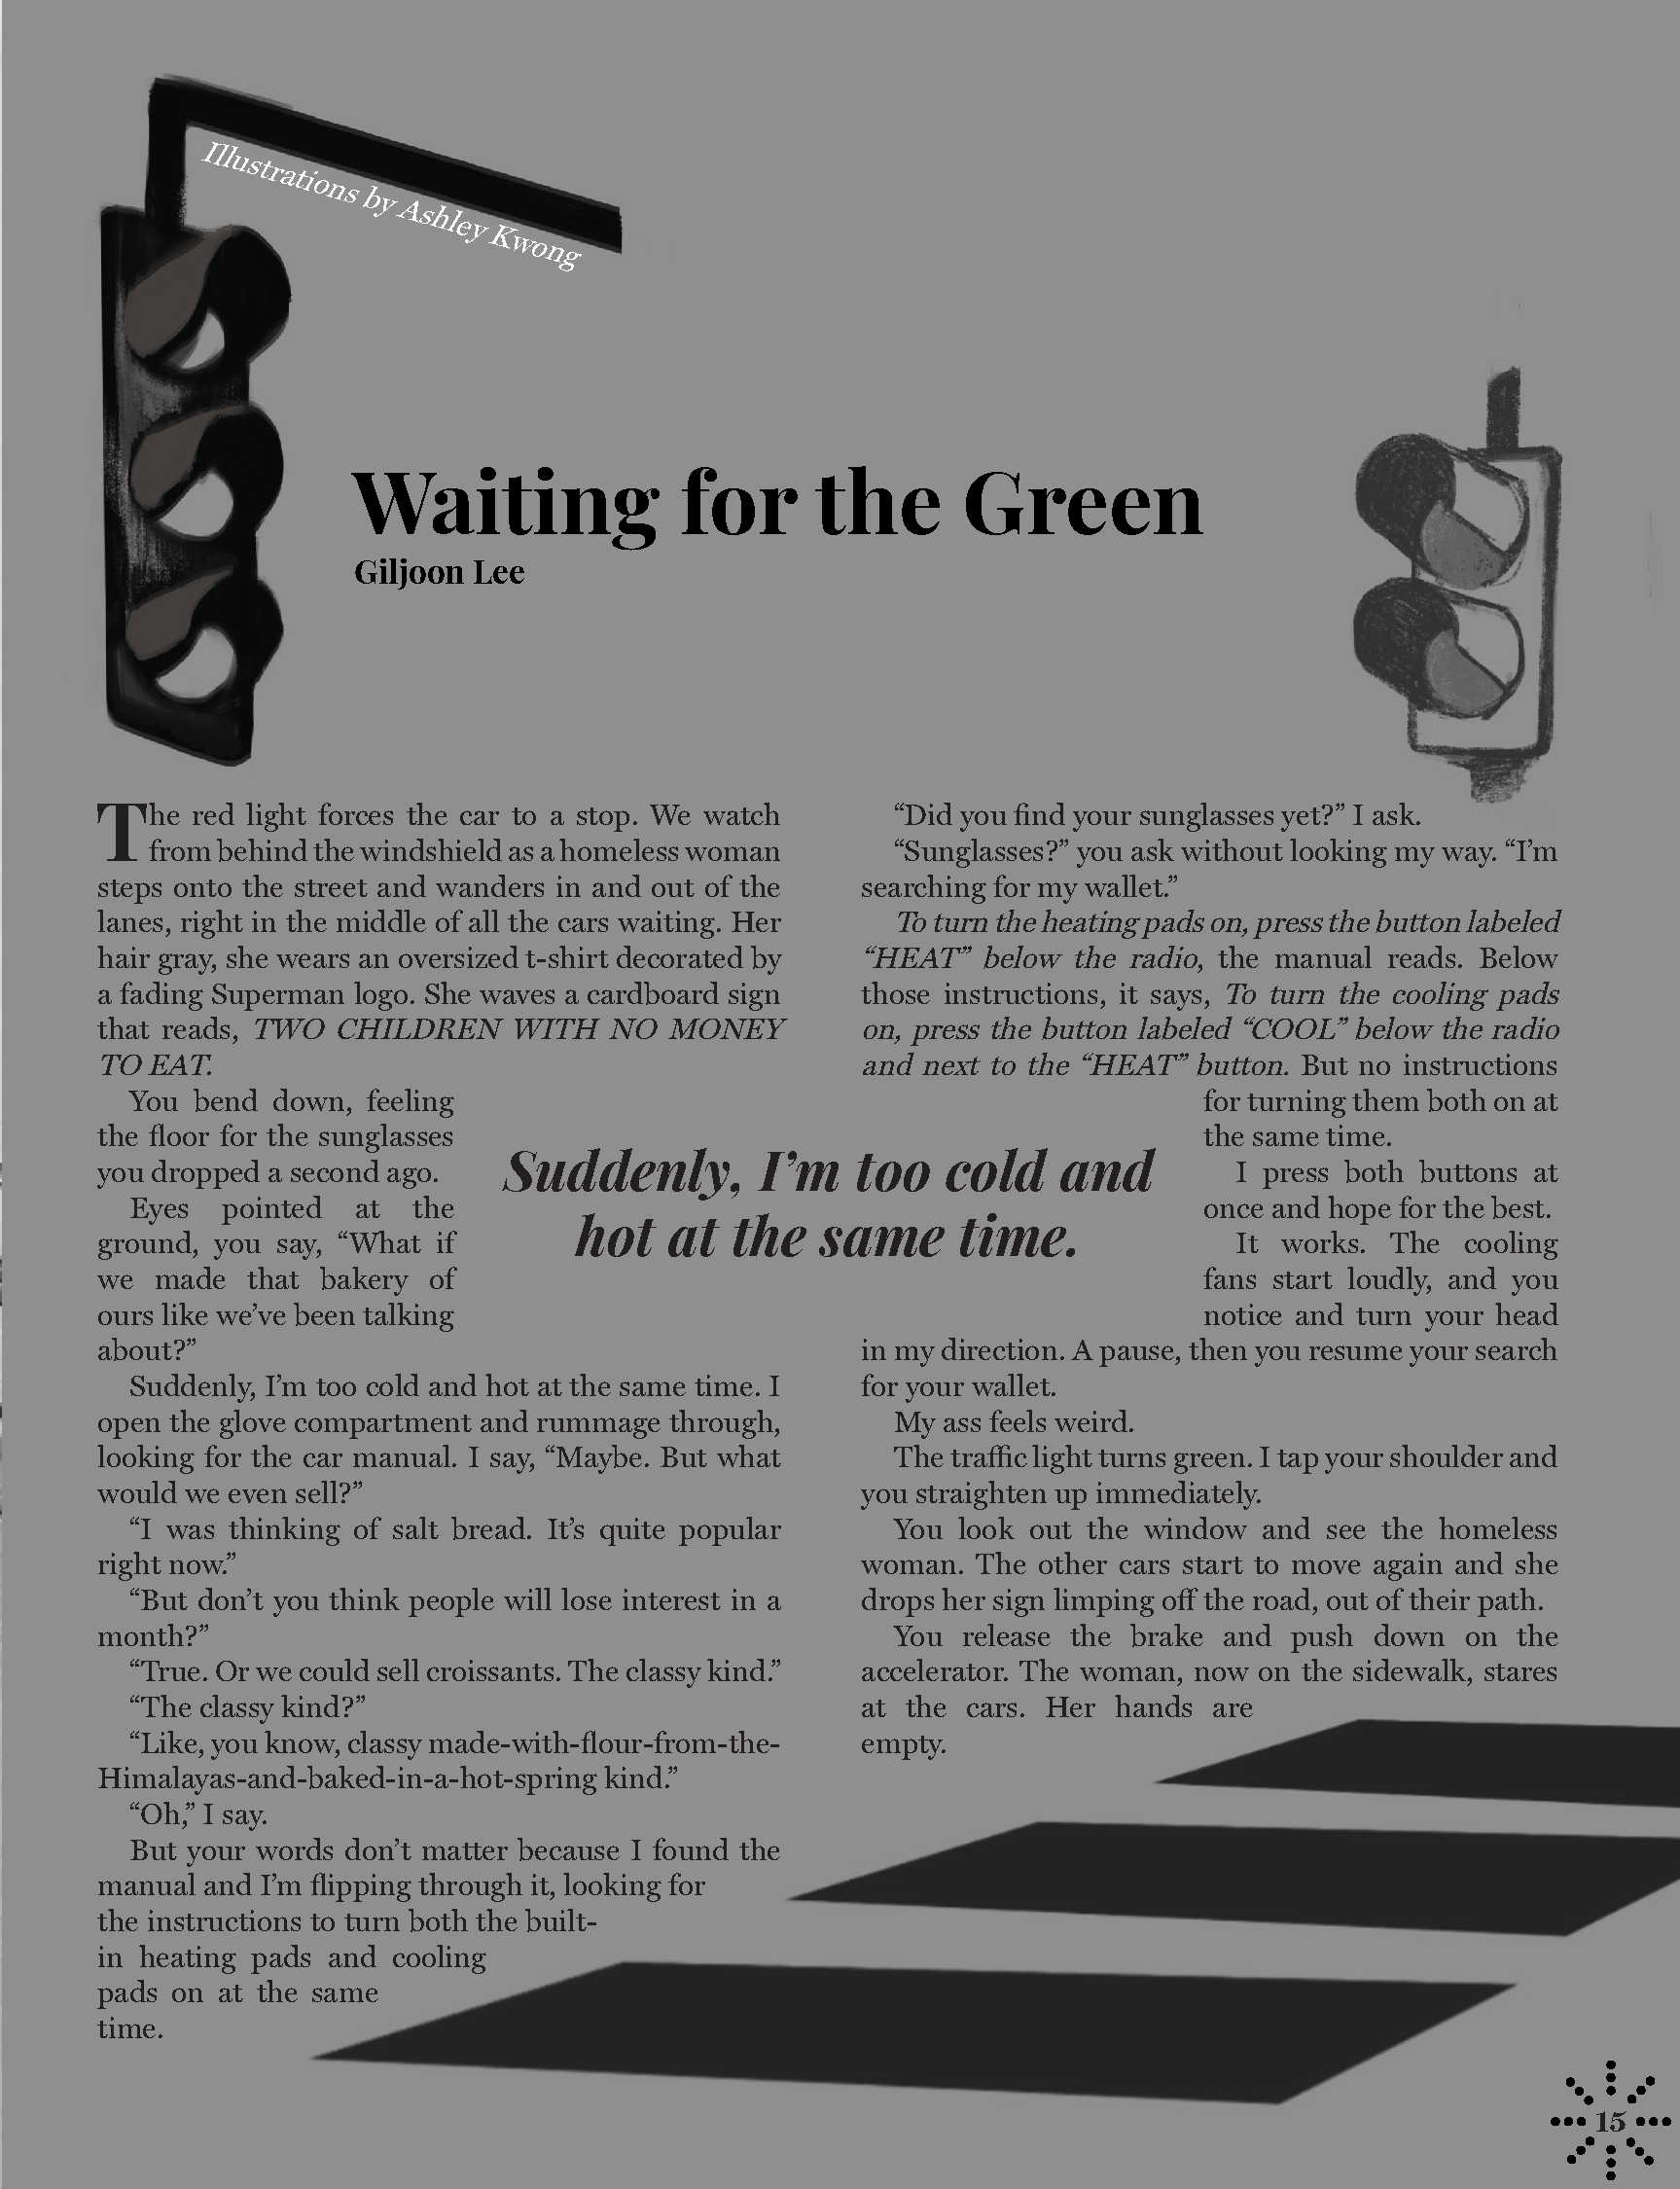 Illustrations by Ashley Kwong
Waiting for the Green
Giljoon Lee
The red light forces the car to a stop. We watch
from behind the windshield as a homeless woman
steps onto the street and wanders in and out of the
lanes, right in the middle of all the cars waiting. Her
hair gray, she wears an oversized t-shirt decorated by
a fading Superman logo. She waves a cardboard sign
that reads, TWO CHILDREN WITH NO MONEY
TO EAT.
You bend down, feeling
the floor for the sunglasses
you dropped a second ago.
Eyes pointed at the
ground, you say, “What if
we made that bakery of
ours like we’ve been talking
about?”
Suddenly, I’m too cold and hot at the same time. I
open the glove compartment and rummage through,
looking for the car manual. I say, “Maybe. But what
would we even sell?”
“I was thinking of salt bread. It’s quite popular
right now.”
“But don’t you think people will lose interest in a
month?”
“True. Or we could sell croissants. The classy kind.”
“The classy kind?”
“Like, you know, classy made-with-flour-from-the-
Himalayas-and-baked-in-a-hot-spring kind.”
“Oh,” I say.
But your words don’t matter because I found the
manual and I’m flipping through it, looking for
the instructions to turn both the built-
in heating pads and cooling
pads on at the same
time.
Suddenly, I’m too cold and
hot at the same time.
“Did you find your sunglasses yet?” I ask.
“Sunglasses?” you ask without looking my way. “I’m
searching for my wallet.”
To turn the heating pads on, press the button labeled
“HEAT” below the radio, the manual reads. Below
those instructions, it says, To turn the cooling pads
on, press the button labeled “COOL” below the radio
and next to the “HEAT” button. But no instructions
for turning them both on at
the same time.
I press both buttons at
once and hope for the best.
It works. The cooling
fans start loudly, and you
notice and turn your head
in my direction. A pause, then you resume your search
for your wallet.
My ass feels weird.
The traffic light turns green. I tap your shoulder and
you straighten up immediately.
You look out the window and see the homeless
woman. The other cars start to move again and she
drops her sign limping off the road, out of their path.
You release the brake and push down on the
accelerator. The woman, now on the sidewalk, stares
at the cars. Her hands are
empty.
15